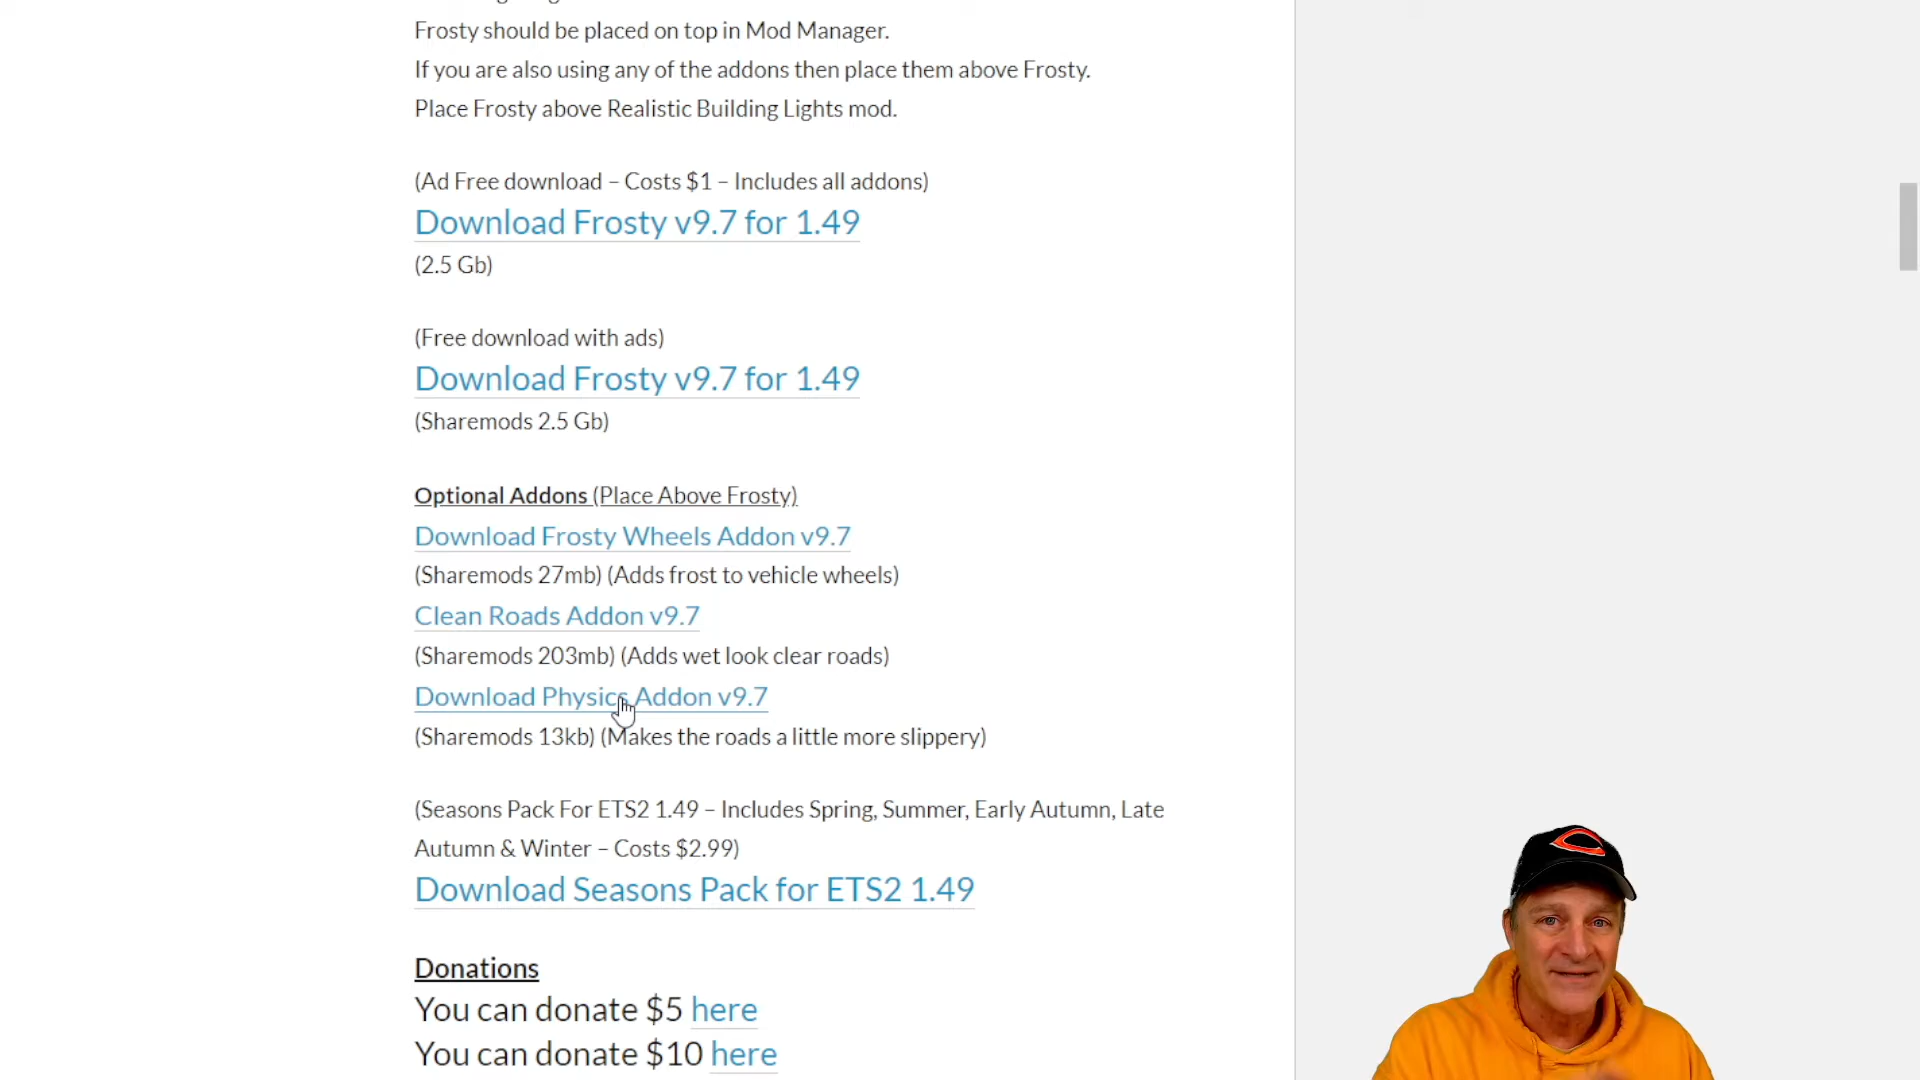 Frosty should be placed on top in Mod Manager.
If you are also using any of the addons then place them above Frosty.
Place Frosty above Realistic Building Lights mod.
(Ad Free download – Costs $1 – Includes all addons)
Download Frosty v9.7 for 1.49
(2.5 Gb)
(Free download with ads)
Download Frosty v9.7 for 1.49
(Sharemods 2.5 Gb)
Optional Addons (Place Above Frosty)
Download Frosty Wheels Addon v9.7
(Sharemods 27mb) (Adds frost to vehicle wheels)
Clean Roads Addon v9.7
(Sharemods 203mb) (Adds wet look clear roads)
Download Physics Addon v9.7
(Sharemods 13kb) (Makes the roads a little more slippery)
(Seasons Pack For ETS2 1.49 – Includes Spring, Summer, Early Autumn, Late
Autumn & Winter – Costs $2.99)
Download Seasons Pack for ETS2 1.49
Donations
You can donate $5 here
You can donate $10 here